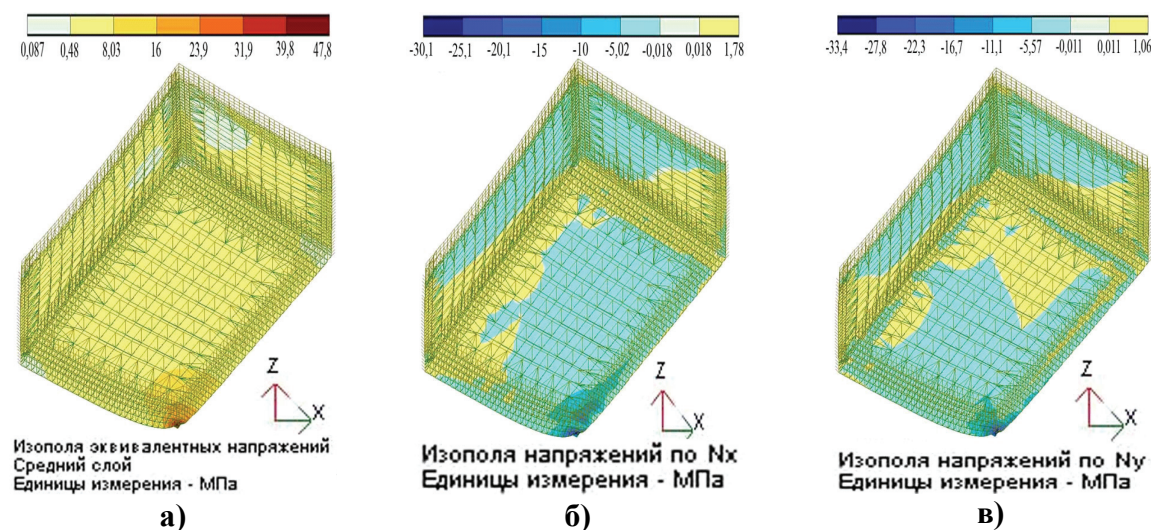 0,087 0,48 8,03 16 23,9 31,9 39,8 47,8
-30,1 -25,1 -20,1 -15 -10 -5,02 -0,018 0,018 1,78
-33,4 -27,8 -22,3 -16,7 -11,1 -5,57 -0,011 0,011 1,06
Z
X
Z
X
Z
X
Изополя эквивалентных напряжений
Средний слой
Единицы измерения - МПа
Изополя напряжений по Nx
Единицы измерения - МПа
Изополя напряжений по Ny
Единицы измерения - МПа
а)
б)
в)